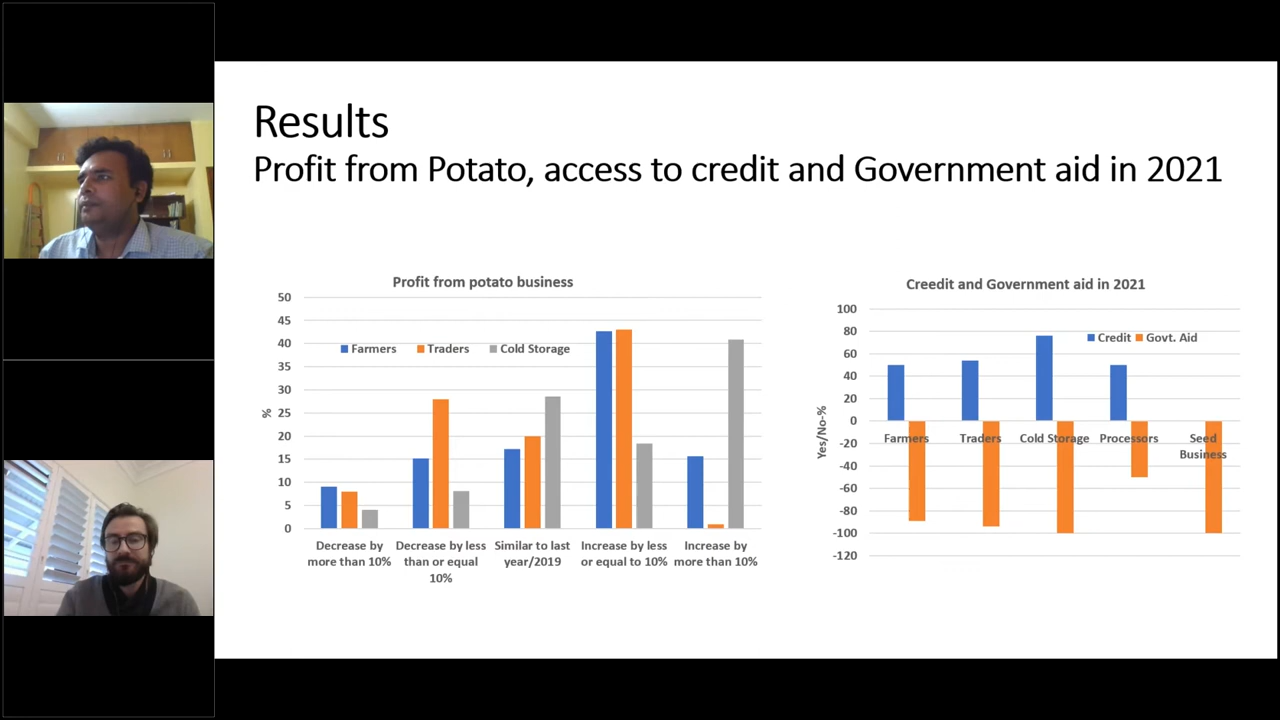 Results
Profit from Potato, access to credit and Government aid in 2021
Profit from potato business
50
45
40
35
30
25
20
15
10
5
0
%
Farmers Traders Cold Storage
Decrease by more than 10%
Decrease by less than or equal 10%
Similar to last year/2019
Increase by less or equal to 10%
Increase by more than 10%
Creedit and Government aid in 2021
100
80
60
40
20
0
-20
-40
-60
-80
-100
-120
Yes/No-%
Credit Govt. Aid
Farmers
Traders
Cold Storage
Processors
Seed Business